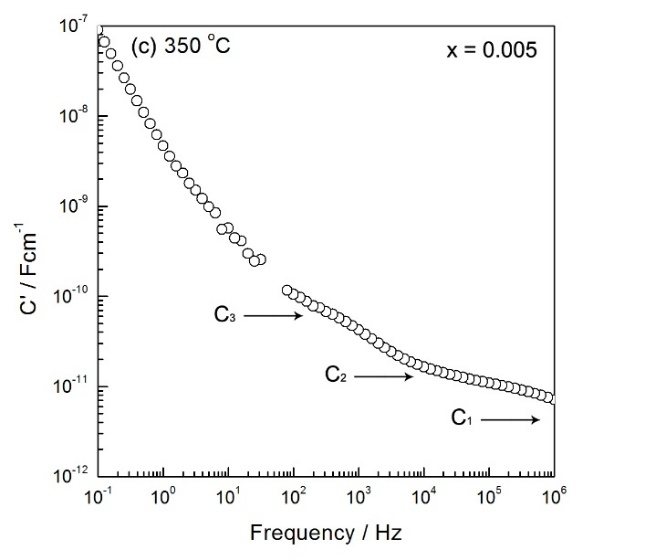 (c) 350 °C
x = 0.005
10⁻⁷
10⁻⁸
10⁻⁹
10⁻¹⁰
10⁻¹¹
10⁻¹²
C' / Fcm⁻¹
C₃
C₂
C₁
10⁻¹ 10⁰ 10¹ 10² 10³ 10⁴ 10⁵ 10⁶
Frequency / Hz